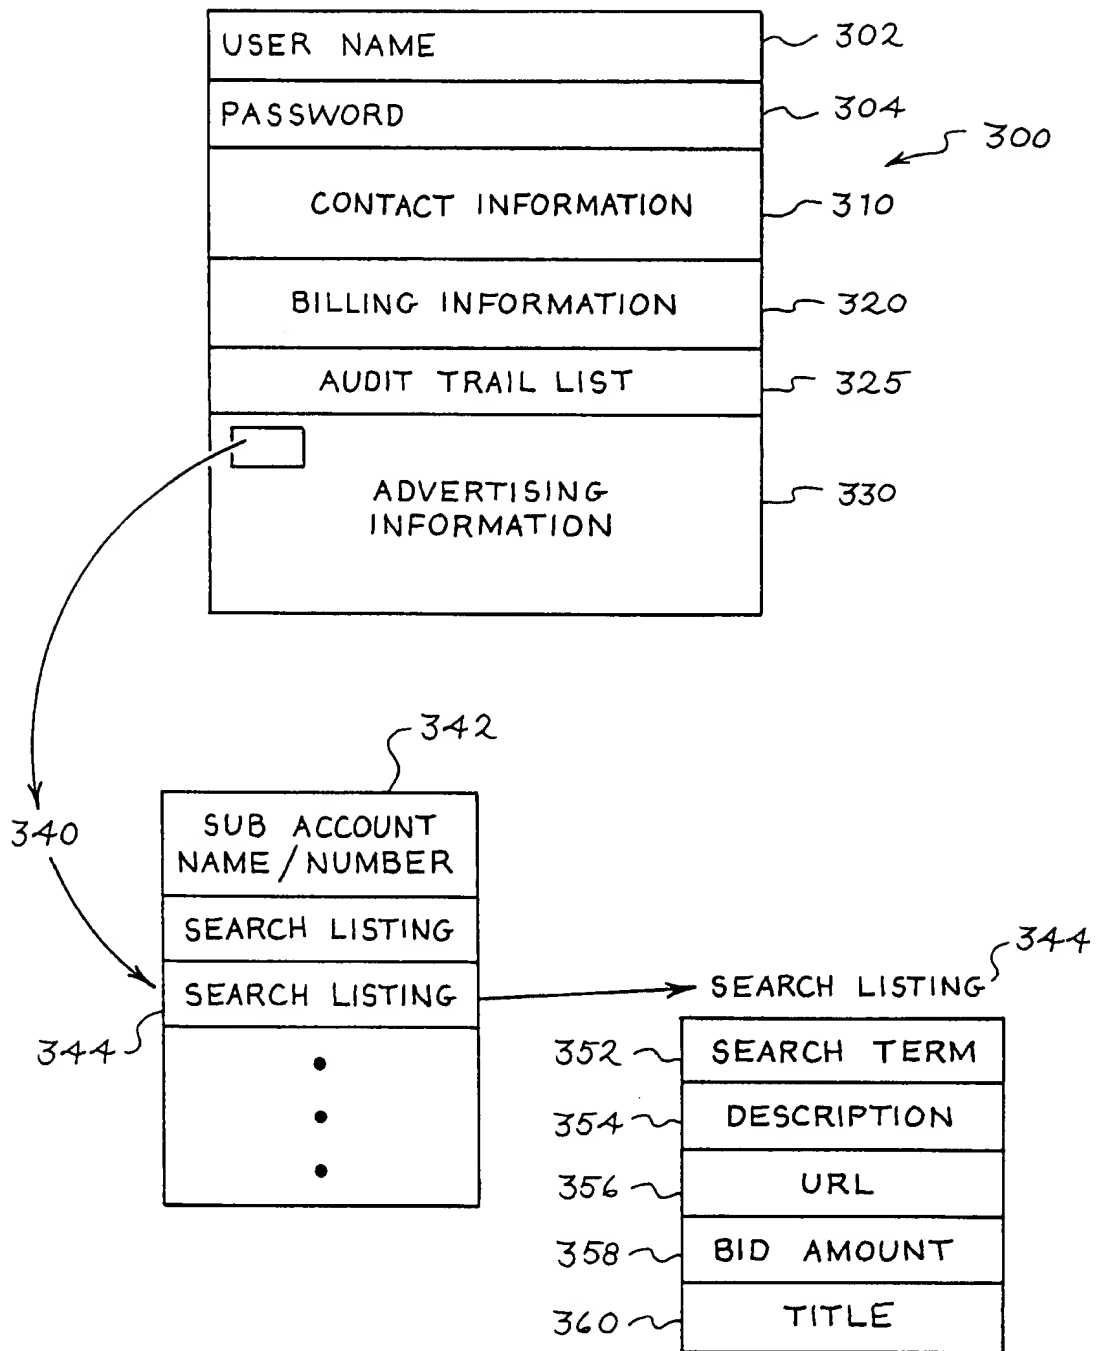 USER NAME 302
PASSWORD 304
300
CONTACT INFORMATION 310
BILLING INFORMATION 320
AUDIT TRAIL LIST 325
ADVERTISING 330
INFORMATION
342
340
SUB ACCOUNT
NAME/NUMBER
SEARCH LISTING
SEARCH LISTING
344
344
SEARCH LISTING
352 SEARCH TERM
354 DESCRIPTION
356 URL
358 BID AMOUNT
360 TITLE